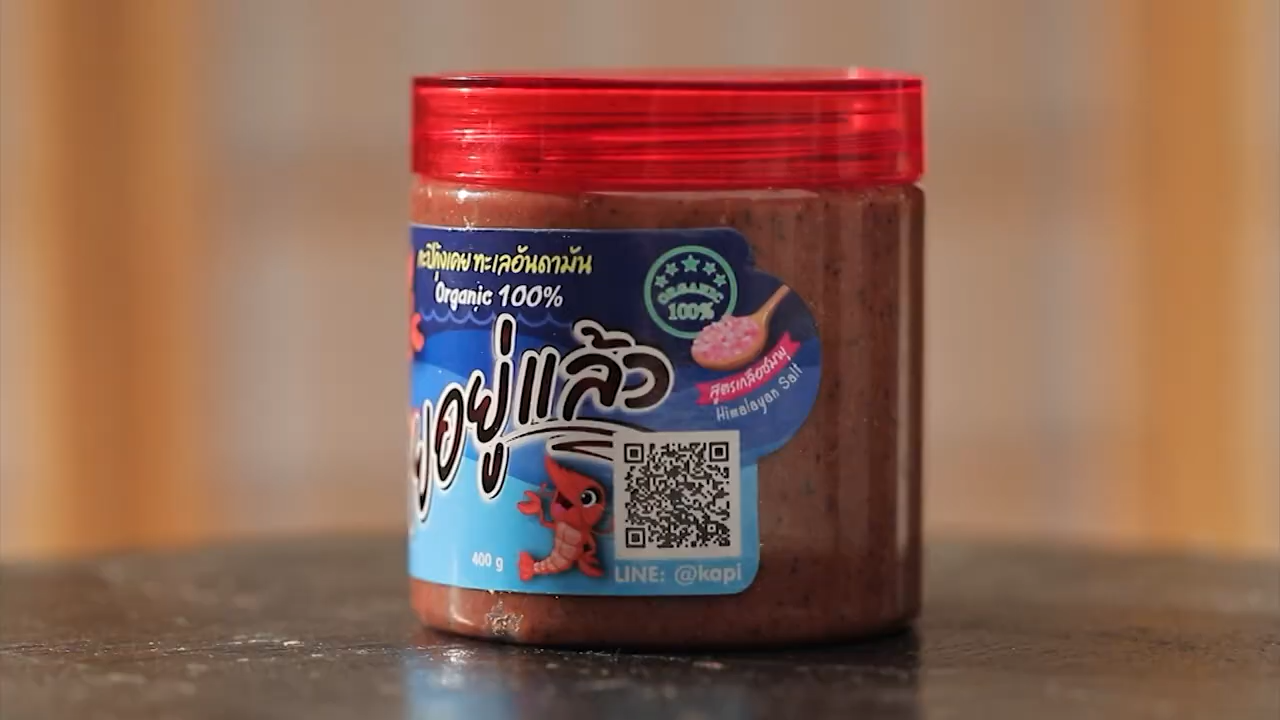 กะปิกุ้งเคย ทะเลอันดามัน
Organic 100%
ORGANIC
100%
อยู่แล้ว
สูตรเกลือชมพู
Himalayan Salt
400 g
LINE: @kapi